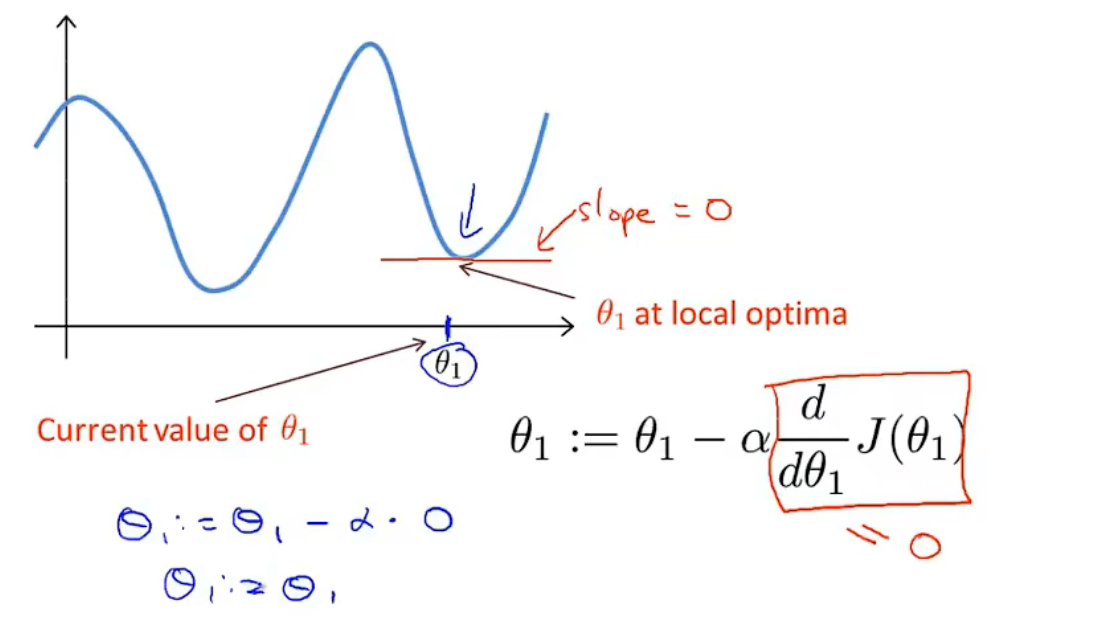 slope = 0
θ₁ at local optima
θ₁
Current value of θ₁
θ₁ := θ₁ − α d/dθ₁ J(θ₁)
= 0
θ₁ := θ₁ − α · 0
θ₁ := θ₁